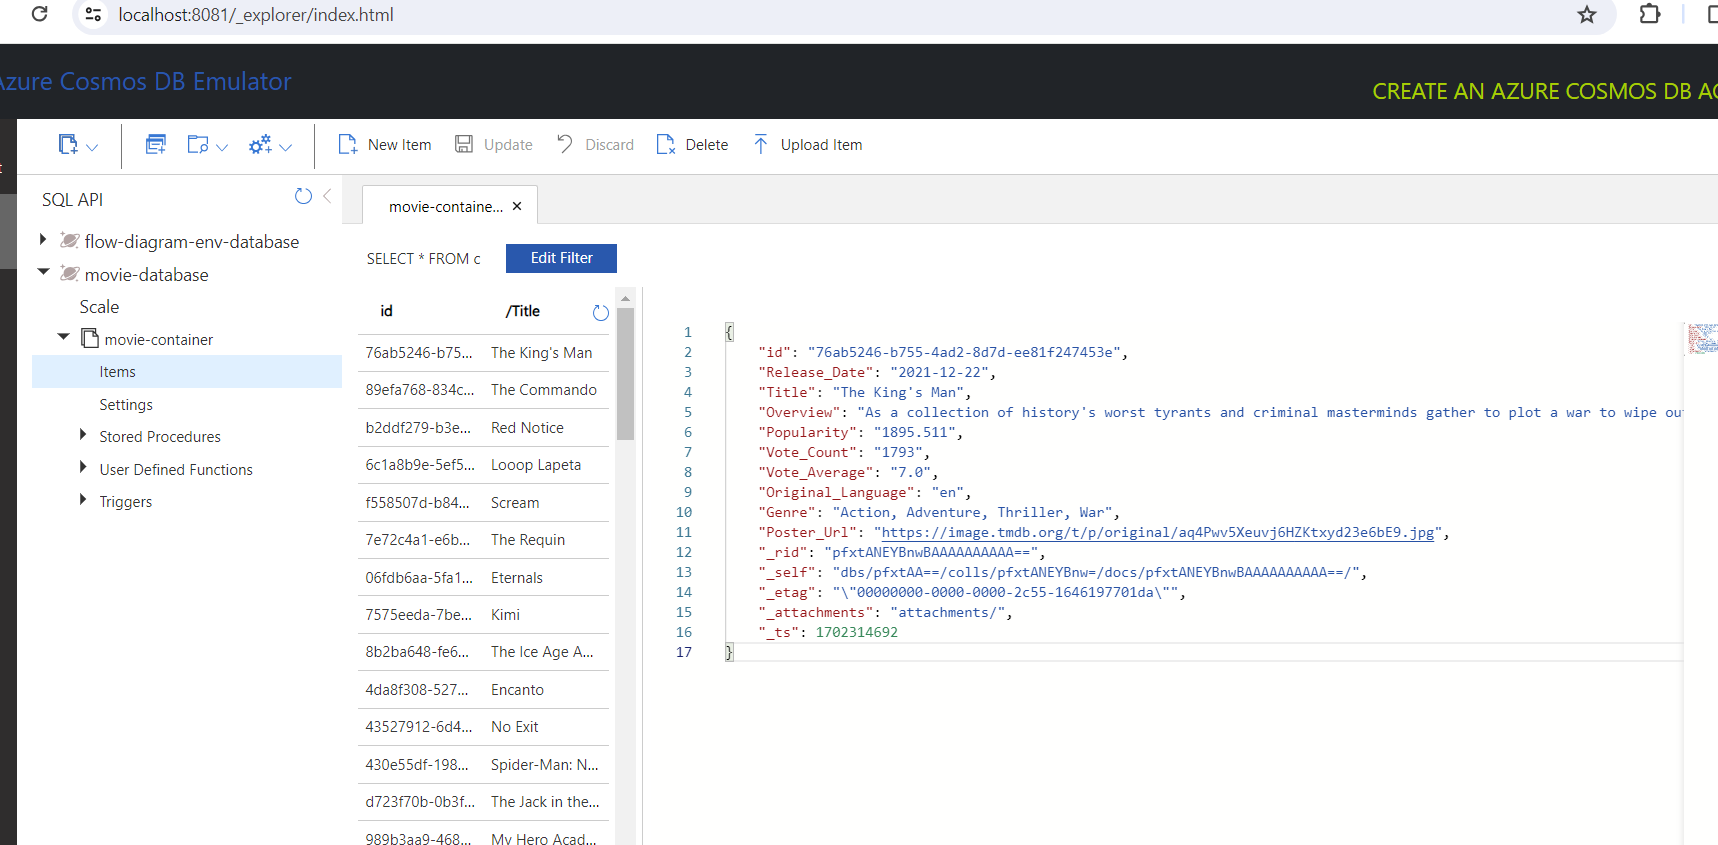 localhost:8081/_explorer/index.html
Azure Cosmos DB Emulator
CREATE AN AZURE COSMOS DB AC
New Item
Update
Discard
Delete
Upload Item
SQL API
flow-diagram-env-database
movie-database
Scale
movie-container
Items
Settings
Stored Procedures
User Defined Functions
Triggers
movie-containe...
SELECT * FROM c
Edit Filter
id /Title
76ab5246-b75... The King's Man
89efa768-834c... The Commando
b2ddf279-b3e... Red Notice
6c1a8b9e-5ef5... Looop Lapeta
f558507d-b84... Scream
7e72c4a1-e6b... The Requin
06fdb6aa-5fa1... Eternals
7575eeda-7be... Kimi
8b2ba648-fe6... The Ice Age A...
4da8f308-527... Encanto
43527912-6d4... No Exit
430e55df-198... Spider-Man: N...
d723f70b-0b3f... The Jack in the...
989b3aa9-468... My Hero Acad...
1 {
2 "id": "76ab5246-b755-4ad2-8d7d-ee81f247453e",
3 "Release_Date": "2021-12-22",
4 "Title": "The King's Man",
5 "Overview": "As a collection of history's worst tyrants and criminal masterminds gather to plot a war to wipe ou
6 "Popularity": "1895.511",
7 "Vote_Count": "1793",
8 "Vote_Average": "7.0",
9 "Original_Language": "en",
10 "Genre": "Action, Adventure, Thriller, War",
11 "Poster_Url": "https://image.tmdb.org/t/p/original/aq4Pwv5Xeuvj6HZKtxyd23e6bE9.jpg",
12 "_rid": "pfxtANEYBnwBAAAAAAAAAA==",
13 "_self": "dbs/pfxtAA==/colls/pfxtANEYBnw=/docs/pfxtANEYBnwBAAAAAAAAAA==/",
14 "_etag": "\"00000000-0000-0000-2c55-1646197701da\"",
15 "_attachments": "attachments/",
16 "_ts": 1702314692
17 }